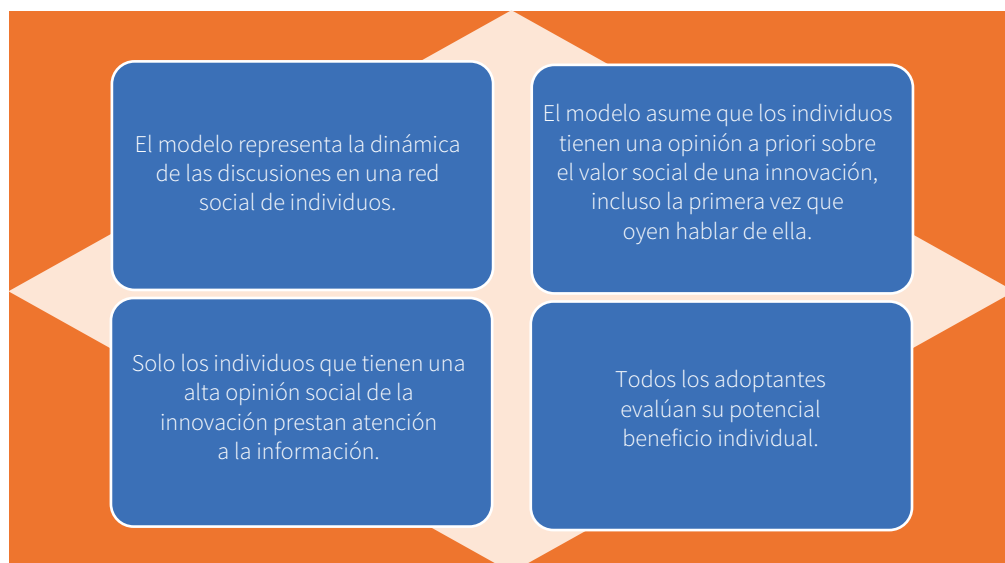 El modelo representa la dinámica
de las discusiones en una red
social de individuos.
El modelo asume que los individuos
tienen una opinión a priori sobre
el valor social de una innovación,
incluso la primera vez que
oyen hablar de ella.
Solo los individuos que tienen una
alta opinión social de la
innovación prestan atención
a la información.
Todos los adoptantes
evalúan su potencial
beneficio individual.